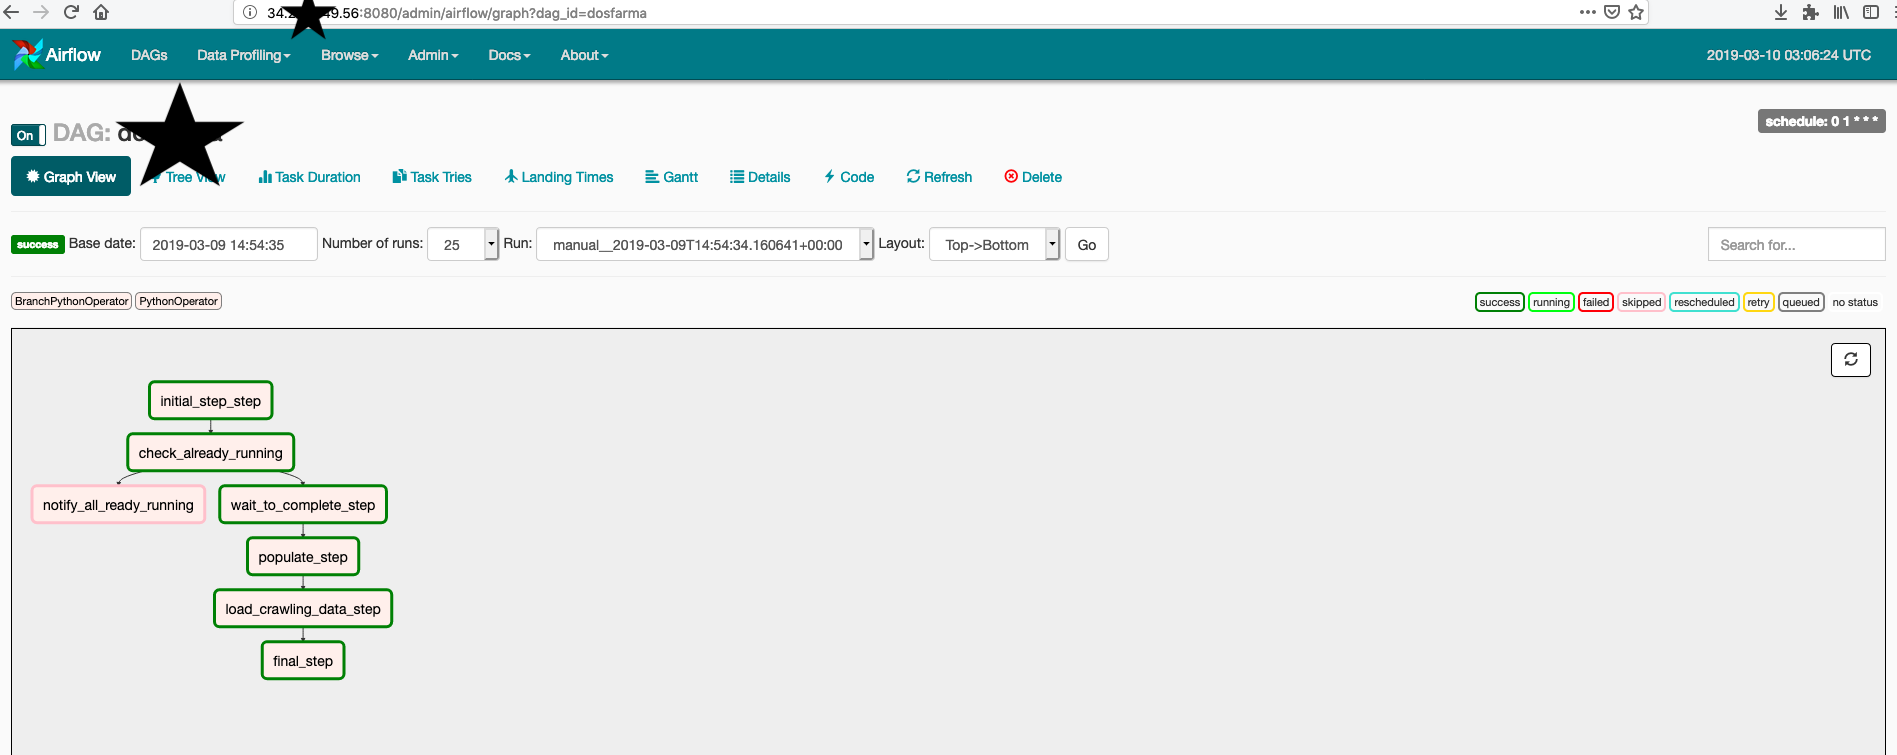 34.2 49.56:8080/admin/airflow/graph?dag_id=dosfarma
Airflow DAGs Data Profiling Browse Admin Docs About 2019-03-10 03:06:24 UTC
On DAG: schedule: 0 1 * * *
Graph View Tree View Task Duration Task Tries Landing Times Gantt Details Code Refresh Delete
success Base date: 2019-03-09 14:54:35 Number of runs: 25 Run: manual__2019-03-09T14:54:34.160641+00:00 Layout: Top->Bottom Go Search for...
BranchPythonOperator PythonOperator success running failed skipped rescheduled retry queued no status
initial_step_step
check_already_running
notify_all_ready_running wait_to_complete_step
populate_step
load_crawling_data_step
final_step